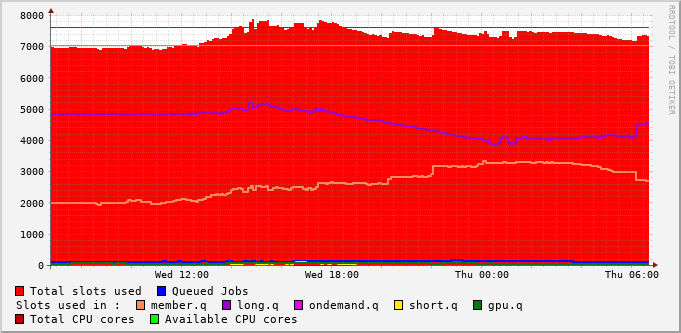 8000
7000
6000
5000
4000
3000
2000
1000
0
Wed 12:00 Wed 18:00 Thu 00:00 Thu 06:00
Total slots used Queued Jobs
Slots used in : member.q long.q ondemand.q short.q gpu.q
Total CPU cores Available CPU cores
RRDTOOL / TOBI OETIKER